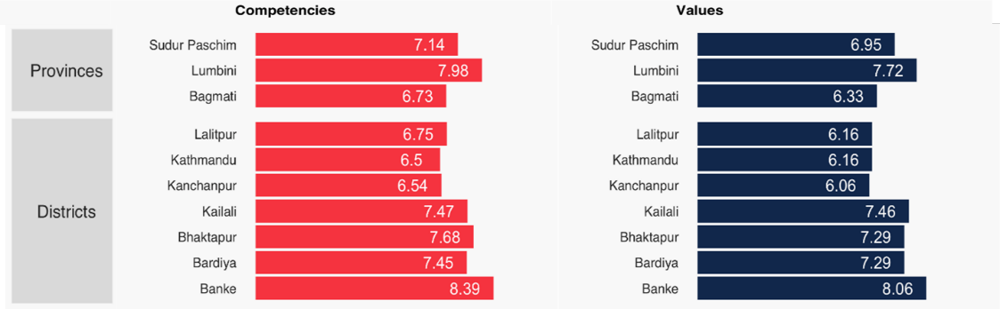 Competencies Values
Provinces
Sudur Paschim 7.14 Sudur Paschim 6.95
Lumbini 7.98 Lumbini 7.72
Bagmati 6.73 Bagmati 6.33
Districts
Lalitpur 6.75 Lalitpur 6.16
Kathmandu 6.5 Kathmandu 6.16
Kanchanpur 6.54 Kanchanpur 6.06
Kailali 7.47 Kailali 7.46
Bhaktapur 7.68 Bhaktapur 7.29
Bardiya 7.45 Bardiya 7.29
Banke 8.39 Banke 8.06